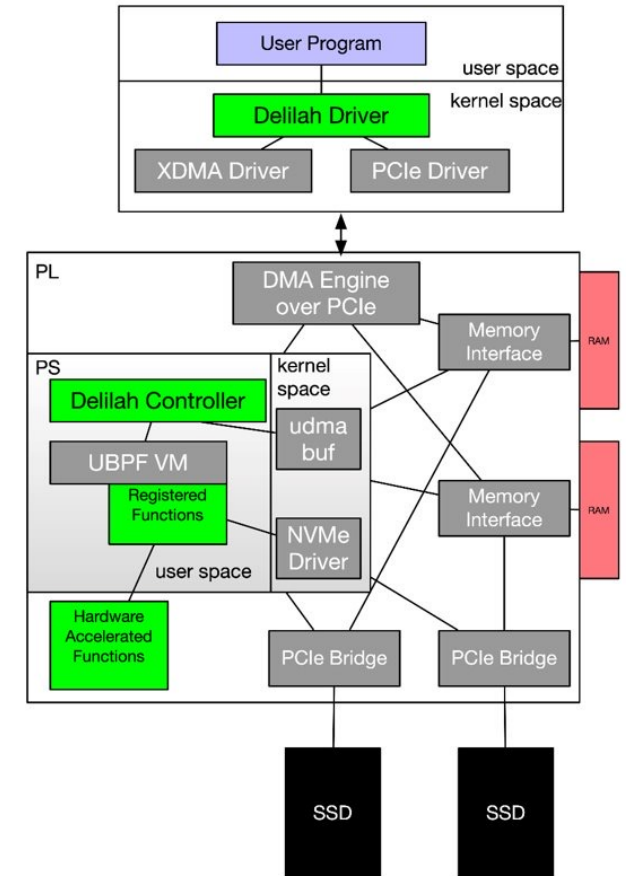 User Program
user space
kernel space
Delilah Driver
XDMA Driver
PCIe Driver
PL
DMA Engine
over PCIe
Memory
Interface
RAM
PS
kernel
space
Delilah Controller
udma
buf
UBPF VM
Registered
Functions
Memory
Interface
RAM
NVMe
Driver
user space
Hardware
Accelerated
Functions
PCIe Bridge
PCIe Bridge
SSD
SSD